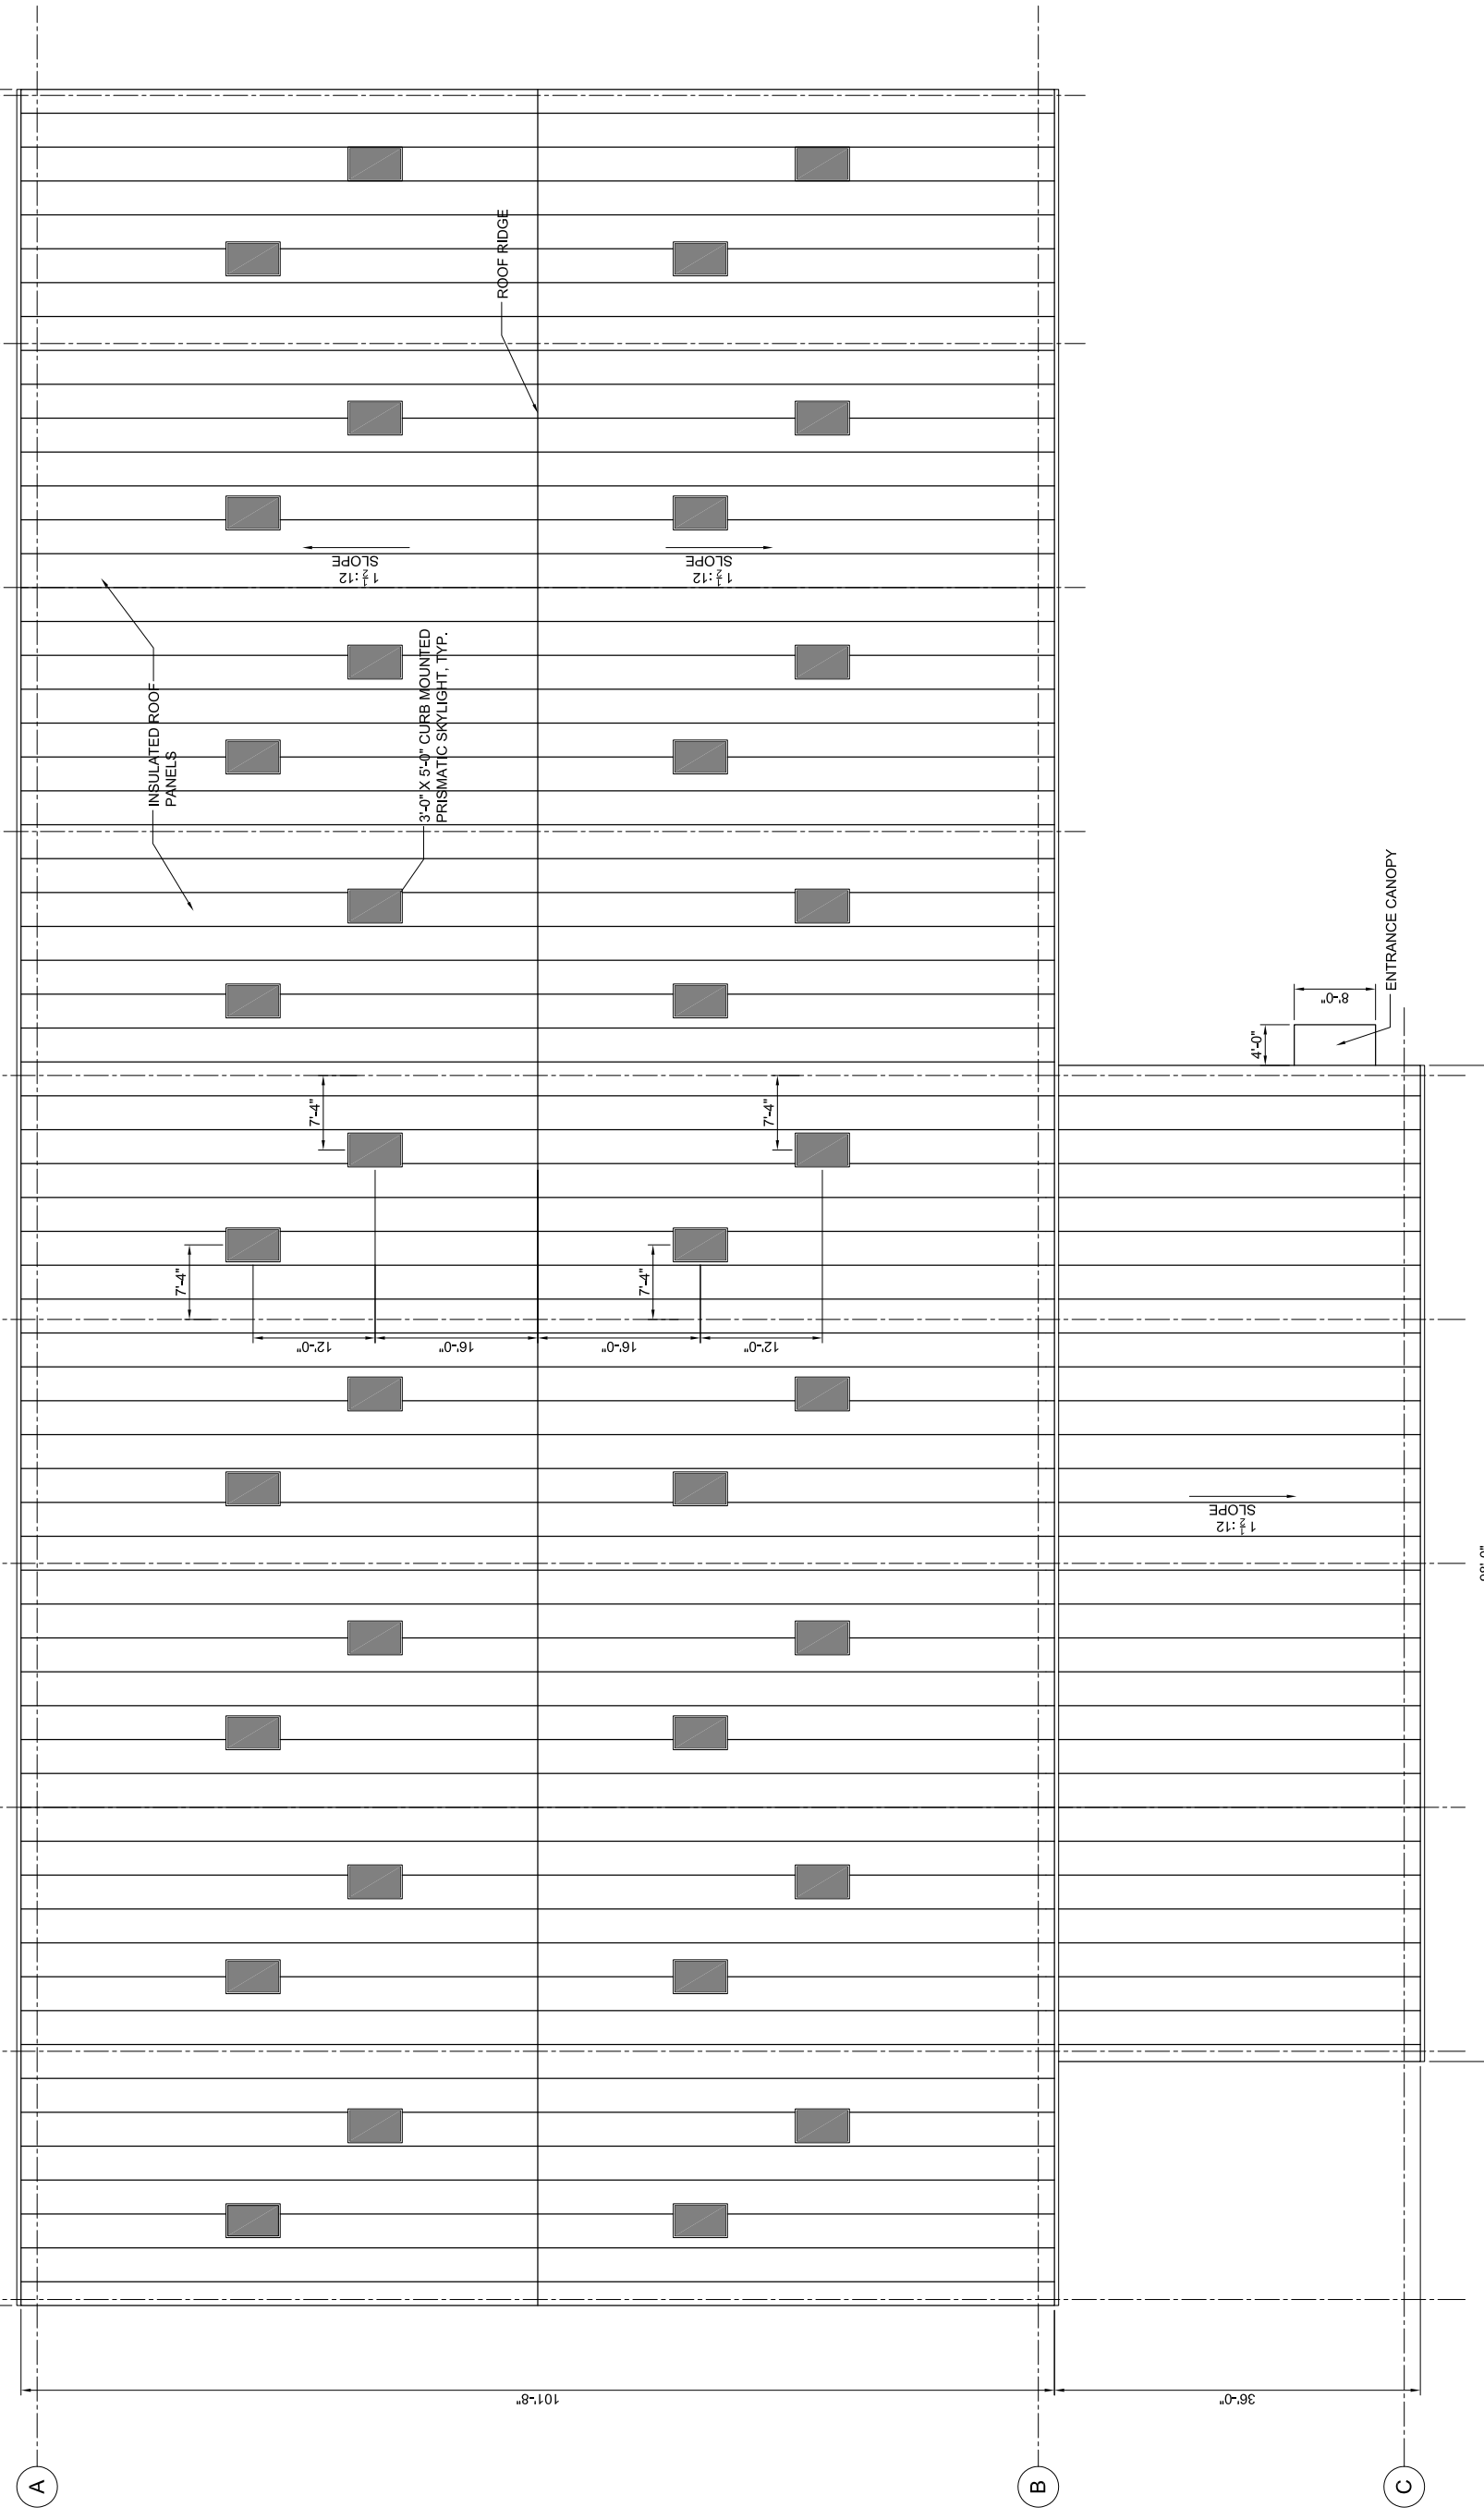 ROOF RIDGE
SLOPE
1 1/2 : 12
SLOPE
1 1/2 : 12
INSULATED ROOF
PANELS
3'-0" X 5'-0" CURB MOUNTED
PRISMATIC SKYLIGHT, TYP.
ENTRANCE CANOPY
8'-0"
4'-0"
7'-4"
7'-4"
7'-4"
7'-4"
12'-0"
16'-0"
16'-0"
12'-0"
SLOPE
1 1/2 : 12
101'-8"
36'-0"
A
B
C